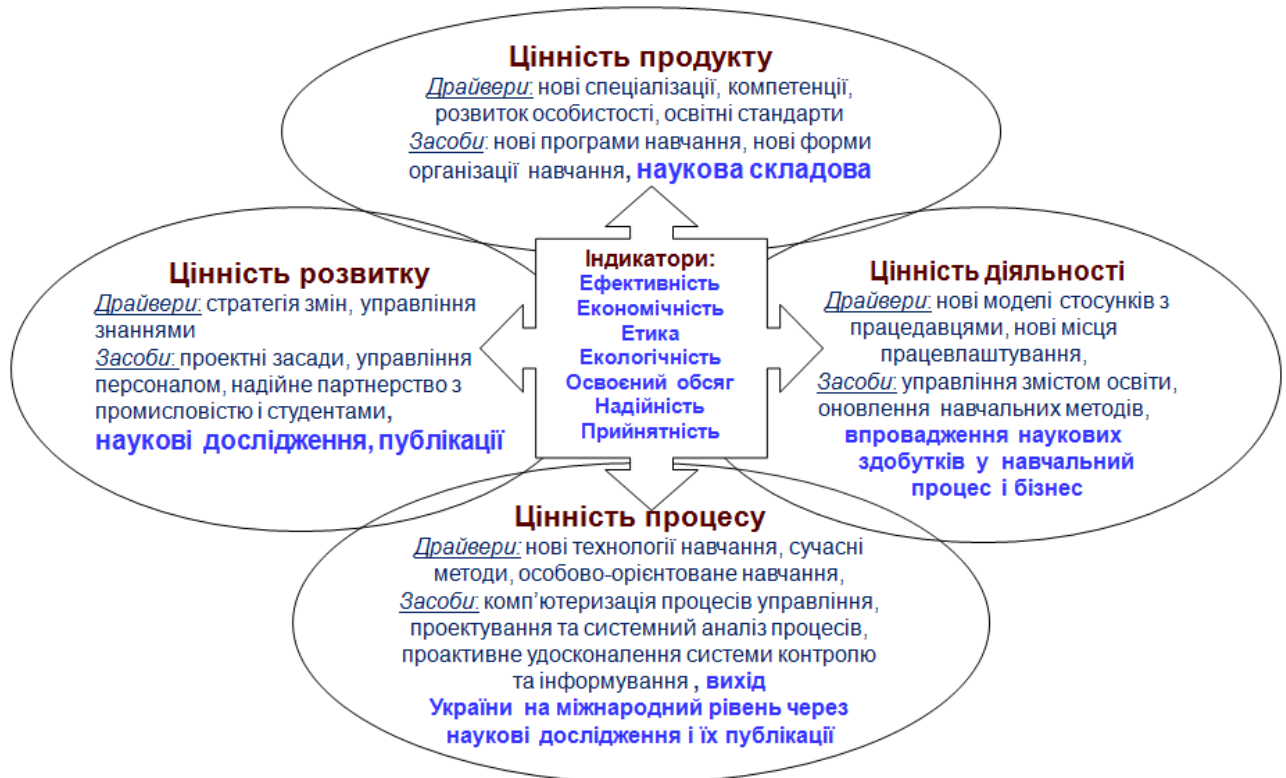 Цінність продукту
Драйвери: нові спеціалізації, компетенції,
розвиток особистості, освітні стандарти
Засоби: нові програми навчання, нові форми
організації навчання, наукова складова
Цінність розвитку
Драйвери: стратегія змін, управління
знаннями
Засоби: проектні засади, управління
персоналом, надійне партнерство з
промисловістю і студентами,
наукові дослідження, публікації
Індикатори:
Ефективність
Економічність
Етика
Екологічність
Освоєний обсяг
Надійність
Прийнятність
Цінність діяльності
Драйвери: нові моделі стосунків з
працедавцями, нові місця
працевлаштування,
Засоби: управління змістом освіти,
оновлення навчальних методів,
впровадження наукових
здобутків у навчальний
процес і бізнес
Цінність процесу
Драйвери: нові технології навчання, сучасні
методи, особово-орієнтоване навчання,
Засоби: комп’ютеризація процесів управління,
проектування та системний аналіз процесів,
проактивне удосконалення системи контролю
та інформування , вихід
України на міжнародний рівень через
наукові дослідження і їх публікації